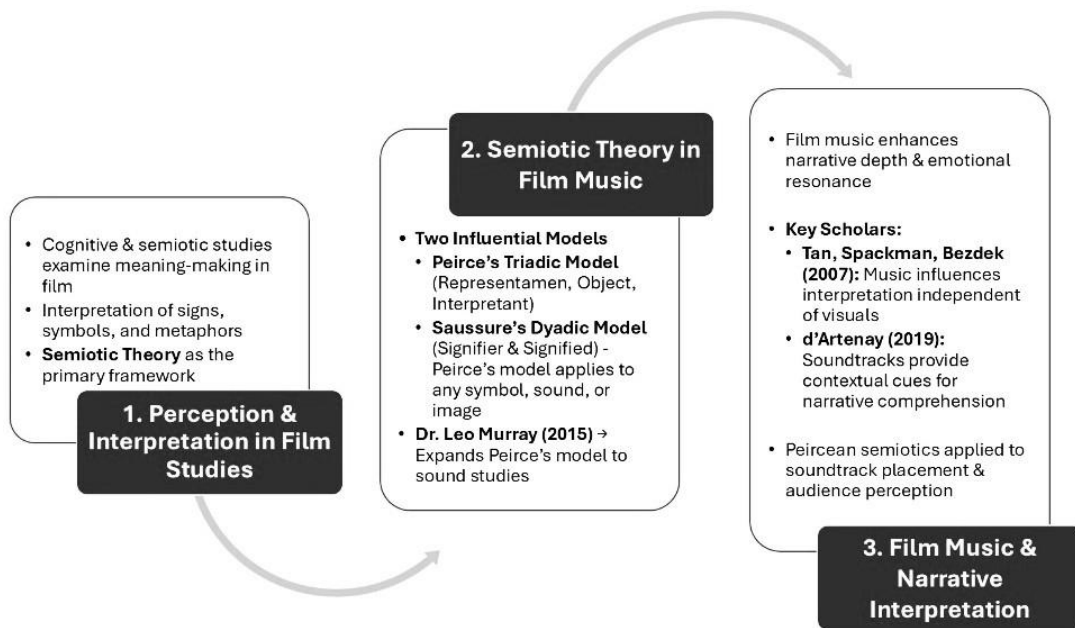 • Cognitive & semiotic studies
examine meaning-making in
film
• Interpretation of signs,
symbols, and metaphors
• Semiotic Theory as the
primary framework
1. Perception &
Interpretation in Film
Studies
2. Semiotic Theory in
Film Music
• Two Influential Models
• Peirce's Triadic Model
(Representamen, Object,
Interpretant)
• Saussure's Dyadic Model
(Signifier & Signified) -
Peirce's model applies to
any symbol, sound, or
image
• Dr. Leo Murray (2015) →
Expands Peirce's model to
sound studies
• Film music enhances
narrative depth & emotional
resonance
• Key Scholars:
• Tan, Spackman, Bezdek
(2007): Music influences
interpretation independent
of visuals
• d'Artenay (2019):
Soundtracks provide
contextual cues for
narrative comprehension
• Peircean semiotics applied to
soundtrack placement &
audience perception
3. Film Music &
Narrative
Interpretation